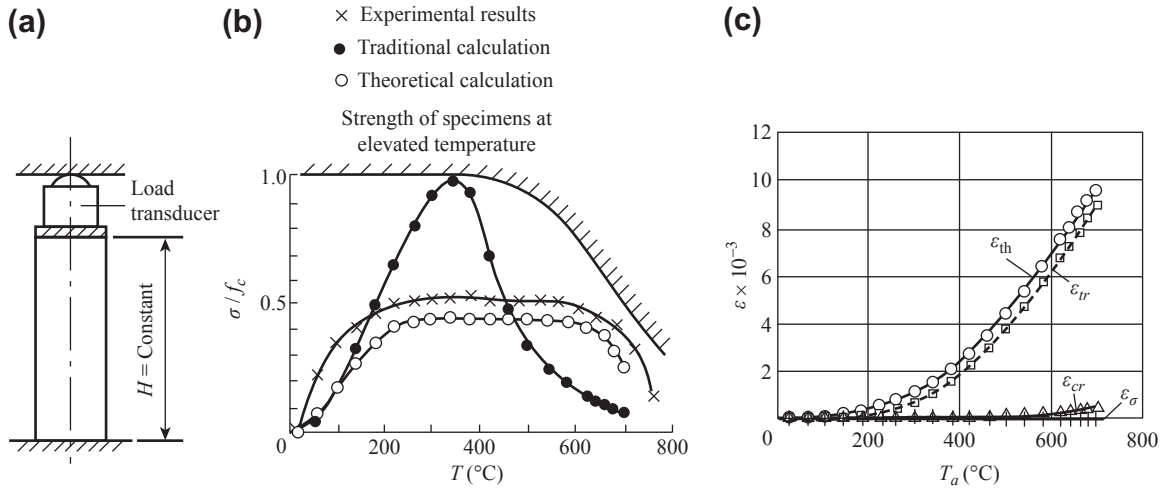 (a)
Load
transducer
H = Constant
(b)
× Experimental results
● Traditional calculation
○ Theoretical calculation
Strength of specimens at
elevated temperature
1.0
0.5
0
σ / f_c
0
200
400
600
800
T (°C)
(c)
12
10
8
6
4
2
0
ε × 10⁻³
ε_th
ε_tr
ε_cr
ε_σ
200
400
600
800
T_a (°C)